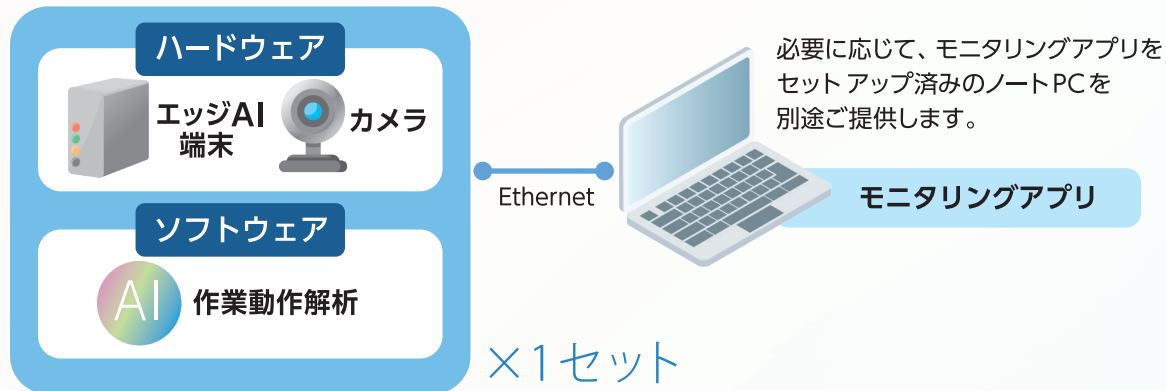 ハードウェア
エッジAI
端末
カメラ
ソフトウェア
AI
作業動作解析
×1セット
Ethernet
必要に応じて、モニタリングアプリを
セットアップ済みのノートPCを
別途ご提供します。
モニタリングアプリ